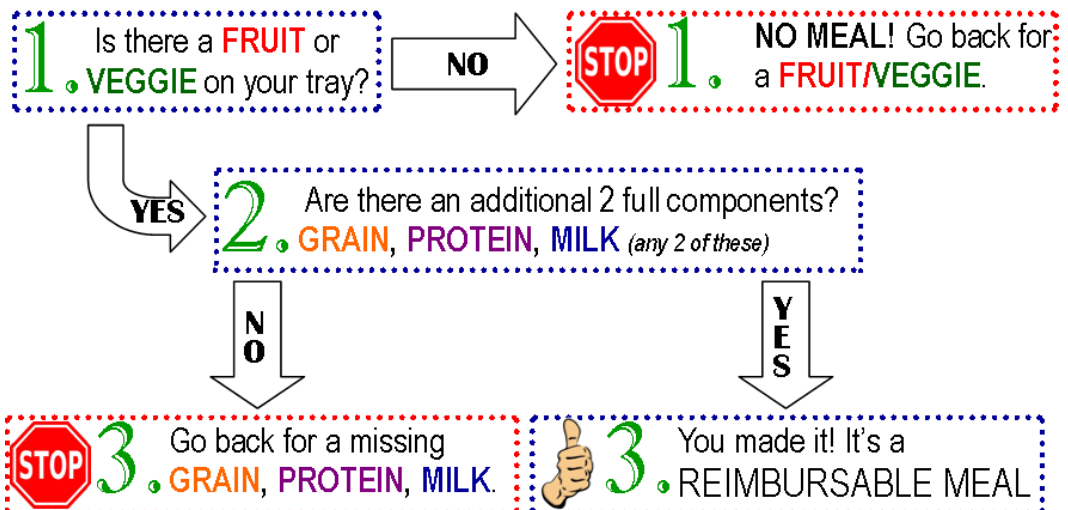 1. Is there a FRUIT or
VEGGIE on your tray?
NO
STOP
1. NO MEAL! Go back for
a FRUIT/VEGGIE.
YES
2. Are there an additional 2 full components?
GRAIN, PROTEIN, MILK (any 2 of these)
NO
YES
STOP
3. Go back for a missing
GRAIN, PROTEIN, MILK.
3. You made it! It's a
REIMBURSABLE MEAL